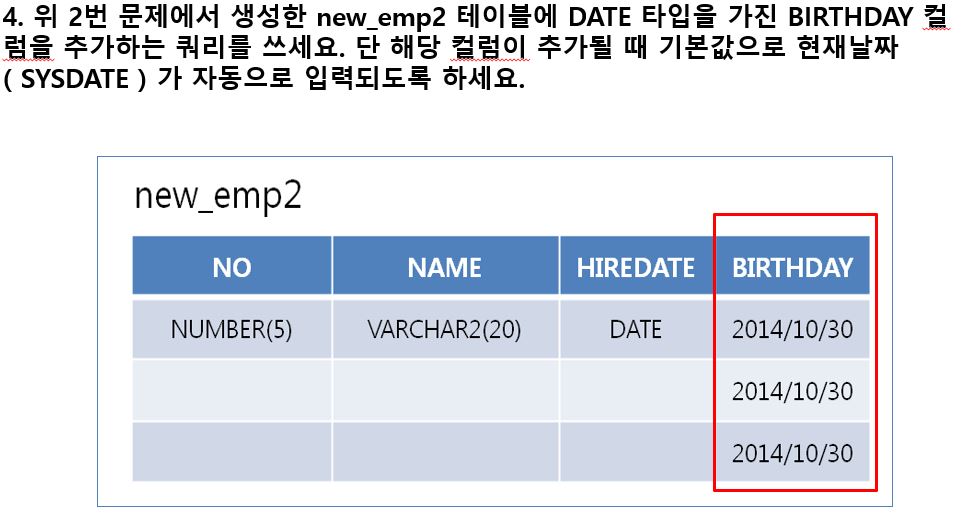 4. 위 2번 문제에서 생성한 new_emp2 테이블에 DATE 타입을 가진 BIRTHDAY 컬
럼을 추가하는 쿼리를 쓰세요. 단 해당 컬럼이 추가될 때 기본값으로 현재날짜
( SYSDATE ) 가 자동으로 입력되도록 하세요.
new_emp2
NO NAME HIREDATE BIRTHDAY
NUMBER(5) VARCHAR2(20) DATE 2014/10/30
2014/10/30
2014/10/30